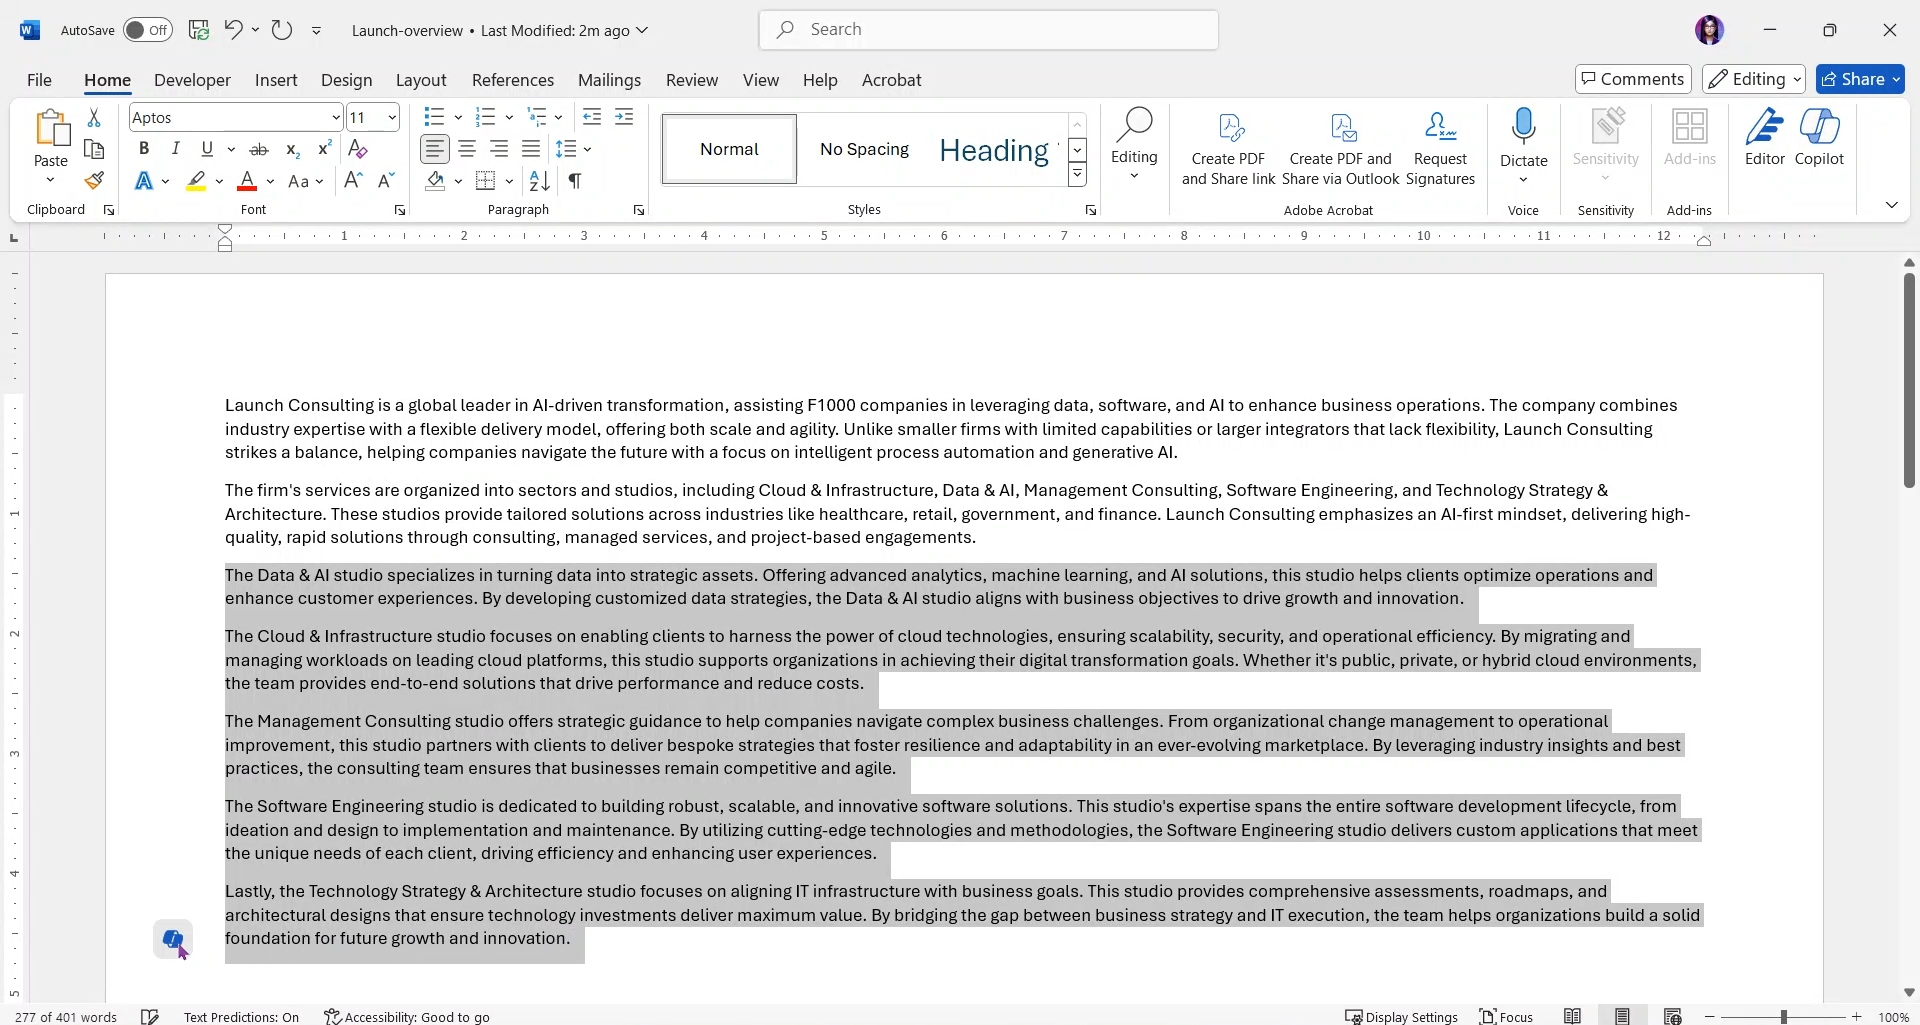 AutoSave Off Launch-overview • Last Modified: 2m ago Search
File Home Developer Insert Design Layout References Mailings Review View Help Acrobat Comments Editing Share
Paste
Clipboard
Aptos 11
B I U ab x₂ x² A
A A Aa A A
Font
A Z ¶
Paragraph
Normal No Spacing Heading
Styles
Editing
Create PDF
and Share link
Create PDF and
Share via Outlook
Request
Signatures
Adobe Acrobat
Dictate
Voice
Sensitivity
Sensitivity
Add-ins
Add-ins
Editor
Copilot
1 2 3 4 5 6 7 8 9 10 11 12
1
2
3
4
5
Launch Consulting is a global leader in AI-driven transformation, assisting F1000 companies in leveraging data, software, and AI to enhance business operations. The company combines
industry expertise with a flexible delivery model, offering both scale and agility. Unlike smaller firms with limited capabilities or larger integrators that lack flexibility, Launch Consulting
strikes a balance, helping companies navigate the future with a focus on intelligent process automation and generative AI.
The firm's services are organized into sectors and studios, including Cloud & Infrastructure, Data & AI, Management Consulting, Software Engineering, and Technology Strategy &
Architecture. These studios provide tailored solutions across industries like healthcare, retail, government, and finance. Launch Consulting emphasizes an AI-first mindset, delivering high-
quality, rapid solutions through consulting, managed services, and project-based engagements.
The Data & AI studio specializes in turning data into strategic assets. Offering advanced analytics, machine learning, and AI solutions, this studio helps clients optimize operations and
enhance customer experiences. By developing customized data strategies, the Data & AI studio aligns with business objectives to drive growth and innovation.
The Cloud & Infrastructure studio focuses on enabling clients to harness the power of cloud technologies, ensuring scalability, security, and operational efficiency. By migrating and
managing workloads on leading cloud platforms, this studio supports organizations in achieving their digital transformation goals. Whether it's public, private, or hybrid cloud environments,
the team provides end-to-end solutions that drive performance and reduce costs.
The Management Consulting studio offers strategic guidance to help companies navigate complex business challenges. From organizational change management to operational
improvement, this studio partners with clients to deliver bespoke strategies that foster resilience and adaptability in an ever-evolving marketplace. By leveraging industry insights and best
practices, the consulting team ensures that businesses remain competitive and agile.
The Software Engineering studio is dedicated to building robust, scalable, and innovative software solutions. This studio's expertise spans the entire software development lifecycle, from
ideation and design to implementation and maintenance. By utilizing cutting-edge technologies and methodologies, the Software Engineering studio delivers custom applications that meet
the unique needs of each client, driving efficiency and enhancing user experiences.
Lastly, the Technology Strategy & Architecture studio focuses on aligning IT infrastructure with business goals. This studio provides comprehensive assessments, roadmaps, and
architectural designs that ensure technology investments deliver maximum value. By bridging the gap between business strategy and IT execution, the team helps organizations build a solid
foundation for future growth and innovation.
277 of 401 words Text Predictions: On Accessibility: Good to go Display Settings Focus 100%